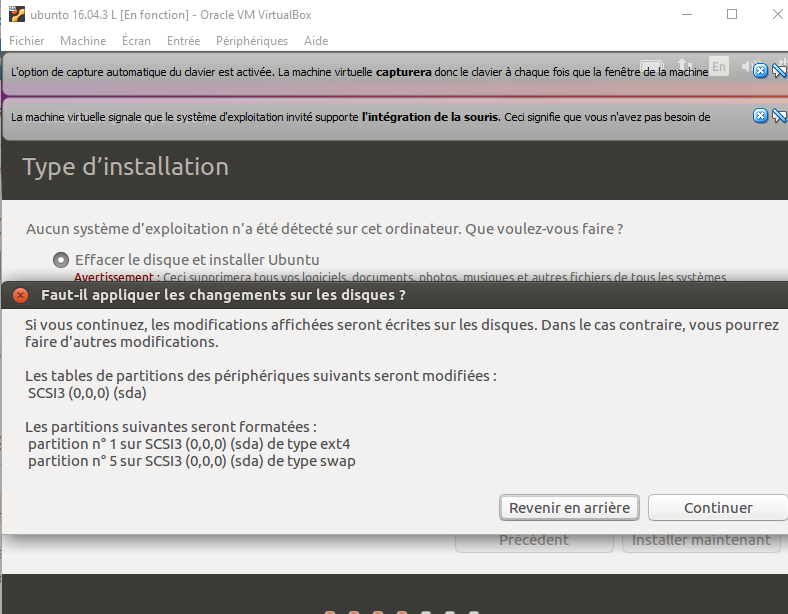 ubunto 16.04.3 L [En fonction] - Oracle VM VirtualBox
Fichier Machine Écran Entrée Périphériques Aide
L'option de capture automatique du clavier est activée. La machine virtuelle capturera donc le clavier à chaque fois que la fenêtre de la machine
En
La machine virtuelle signale que le système d'exploitation invité supporte l'intégration de la souris. Ceci signifie que vous n'avez pas besoin de
Type d'installation
Aucun système d'exploitation n'a été détecté sur cet ordinateur. Que voulez-vous faire ?
Effacer le disque et installer Ubuntu
Avertissement : Ceci supprimera tous vos logiciels, documents, photos, musiques et autres fichiers de tous les systèmes
Faut-il appliquer les changements sur les disques ?
Si vous continuez, les modifications affichées seront écrites sur les disques. Dans le cas contraire, vous pourrez
faire d'autres modifications.
Les tables de partitions des périphériques suivants seront modifiées :
SCSI3 (0,0,0) (sda)
Les partitions suivantes seront formatées :
partition n° 1 sur SCSI3 (0,0,0) (sda) de type ext4
partition n° 5 sur SCSI3 (0,0,0) (sda) de type swap
Revenir en arrière Continuer
Précédent Installer maintenant